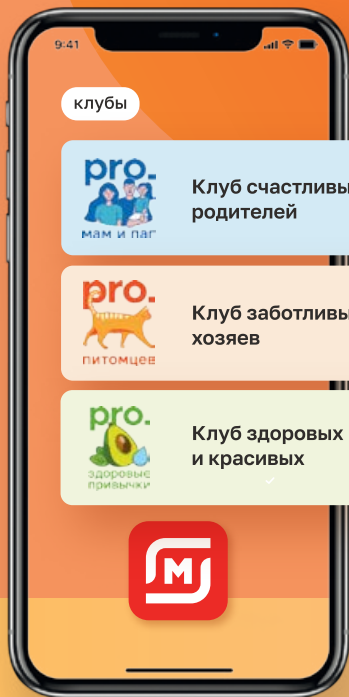 9:41
клубы
pro.
мам и пап
Клуб счастливы
родителей
pro.
питомцев
Клуб заботливы
хозяев
pro.
здоровые
привычки
Клуб здоровых
и красивых
М